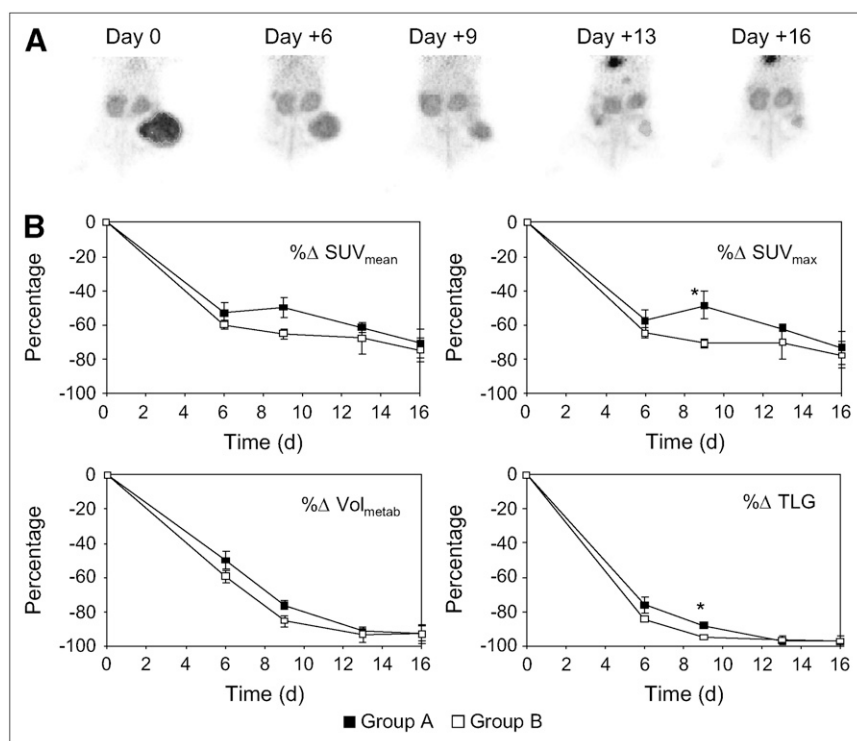 A
Day 0 Day +6 Day +9 Day +13 Day +16
B
%Δ SUVmean
Percentage
0
-20
-40
-60
-80
-100
0 2 4 6 8 10 12 14 16
Time (d)
%Δ SUVmax
*
Percentage
0
-20
-40
-60
-80
-100
0 2 4 6 8 10 12 14 16
Time (d)
%Δ Volmetab
Percentage
0
-20
-40
-60
-80
-100
0 2 4 6 8 10 12 14 16
Time (d)
%Δ TLG
*
Percentage
0
-20
-40
-60
-80
-100
0 2 4 6 8 10 12 14 16
Time (d)
Group A Group B